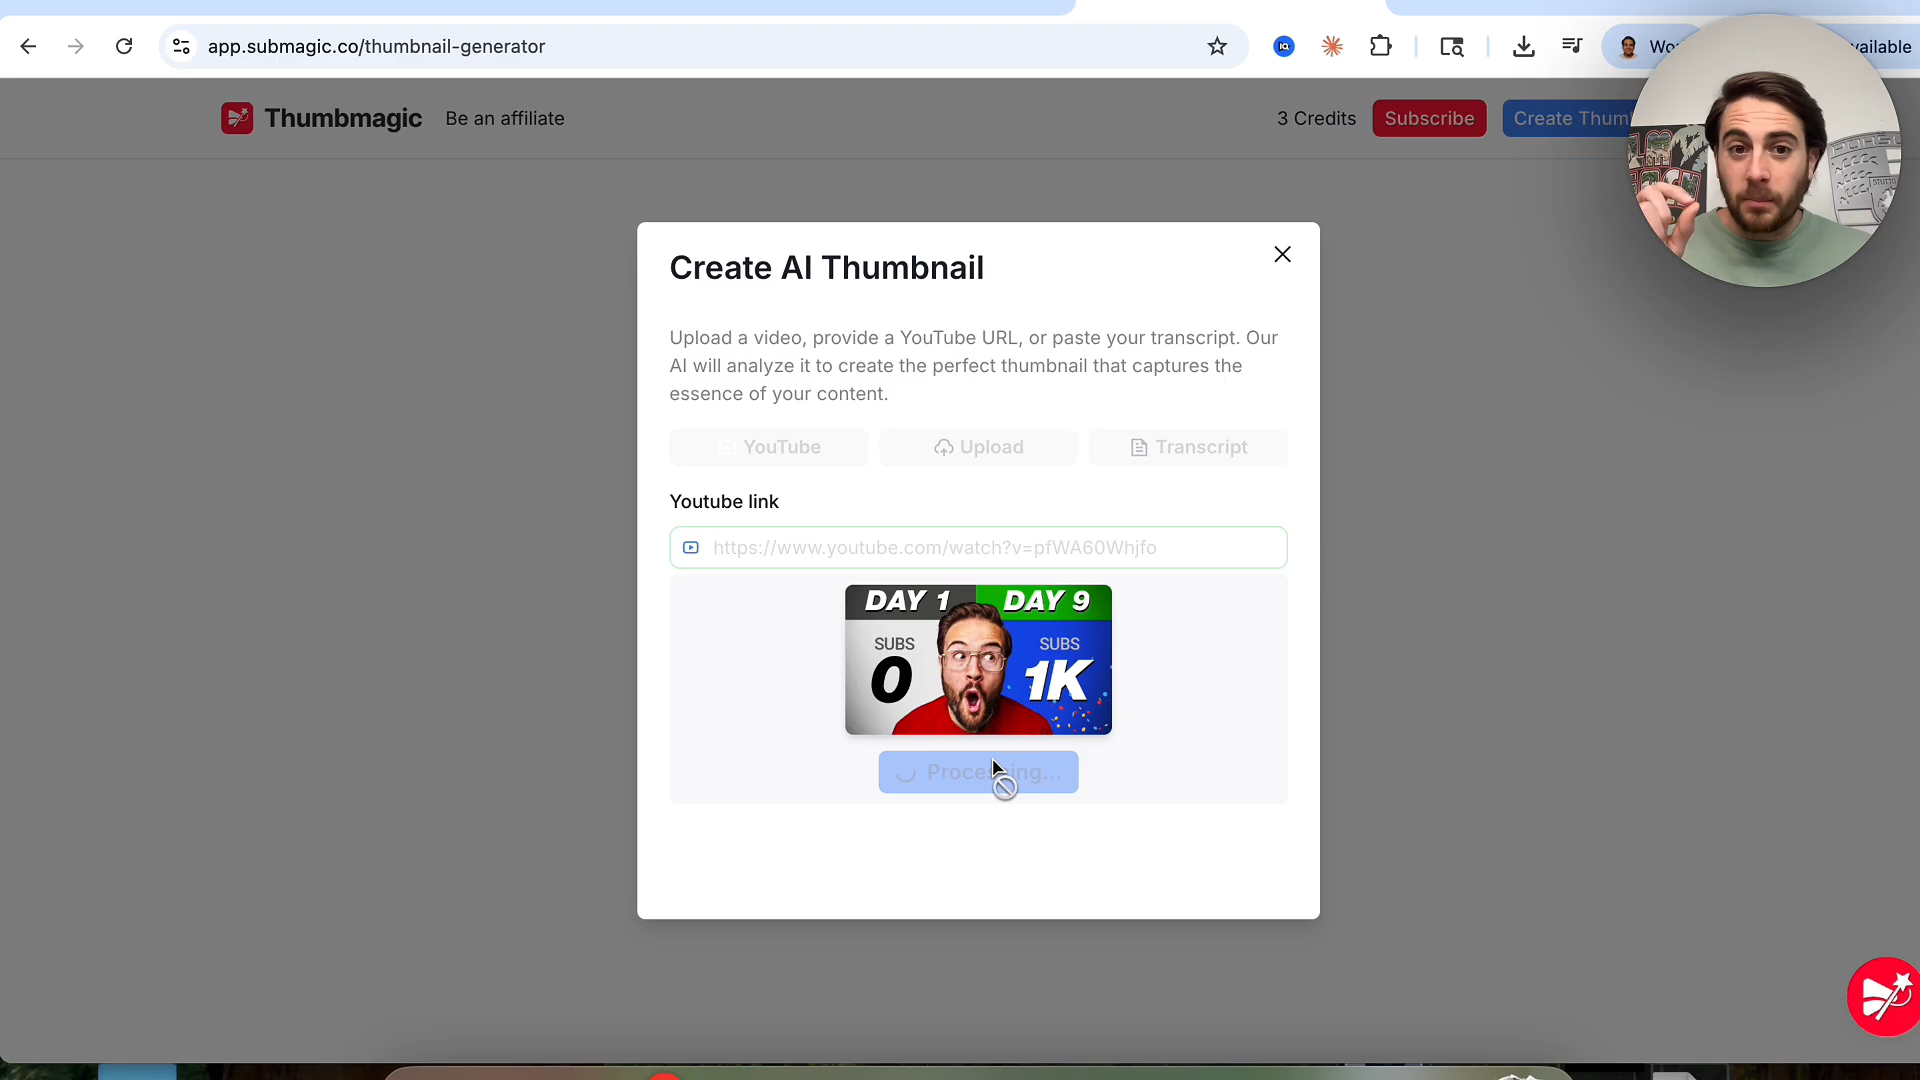 app.submagic.co/thumbnail-generator
Thumbmagic
Be an affiliate
3 Credits
Subscribe
Create AI Thumbnail
Upload a video, provide a YouTube URL, or paste your transcript. Our
AI will analyze it to create the perfect thumbnail that captures the
essence of your content.
YouTube
Upload
Transcript
Youtube link
https://www.youtube.com/watch?v=pfWA60Whjfo
DAY 1
DAY 9
SUBS
0
SUBS
1K